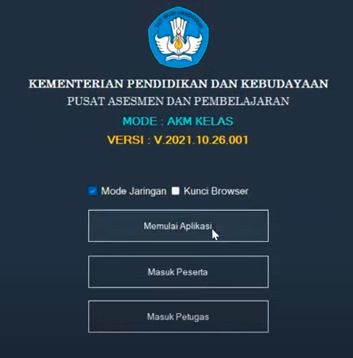 KEMENTERIAN PENDIDIKAN DAN KEBUDAYAAN
PUSAT ASESMEN DAN PEMBELAJARAN
MODE : AKM KELAS
VERSI : V.2021.10.26.001
Mode Jaringan Kunci Browser
Memulai Aplikasi
Masuk Peserta
Masuk Petugas